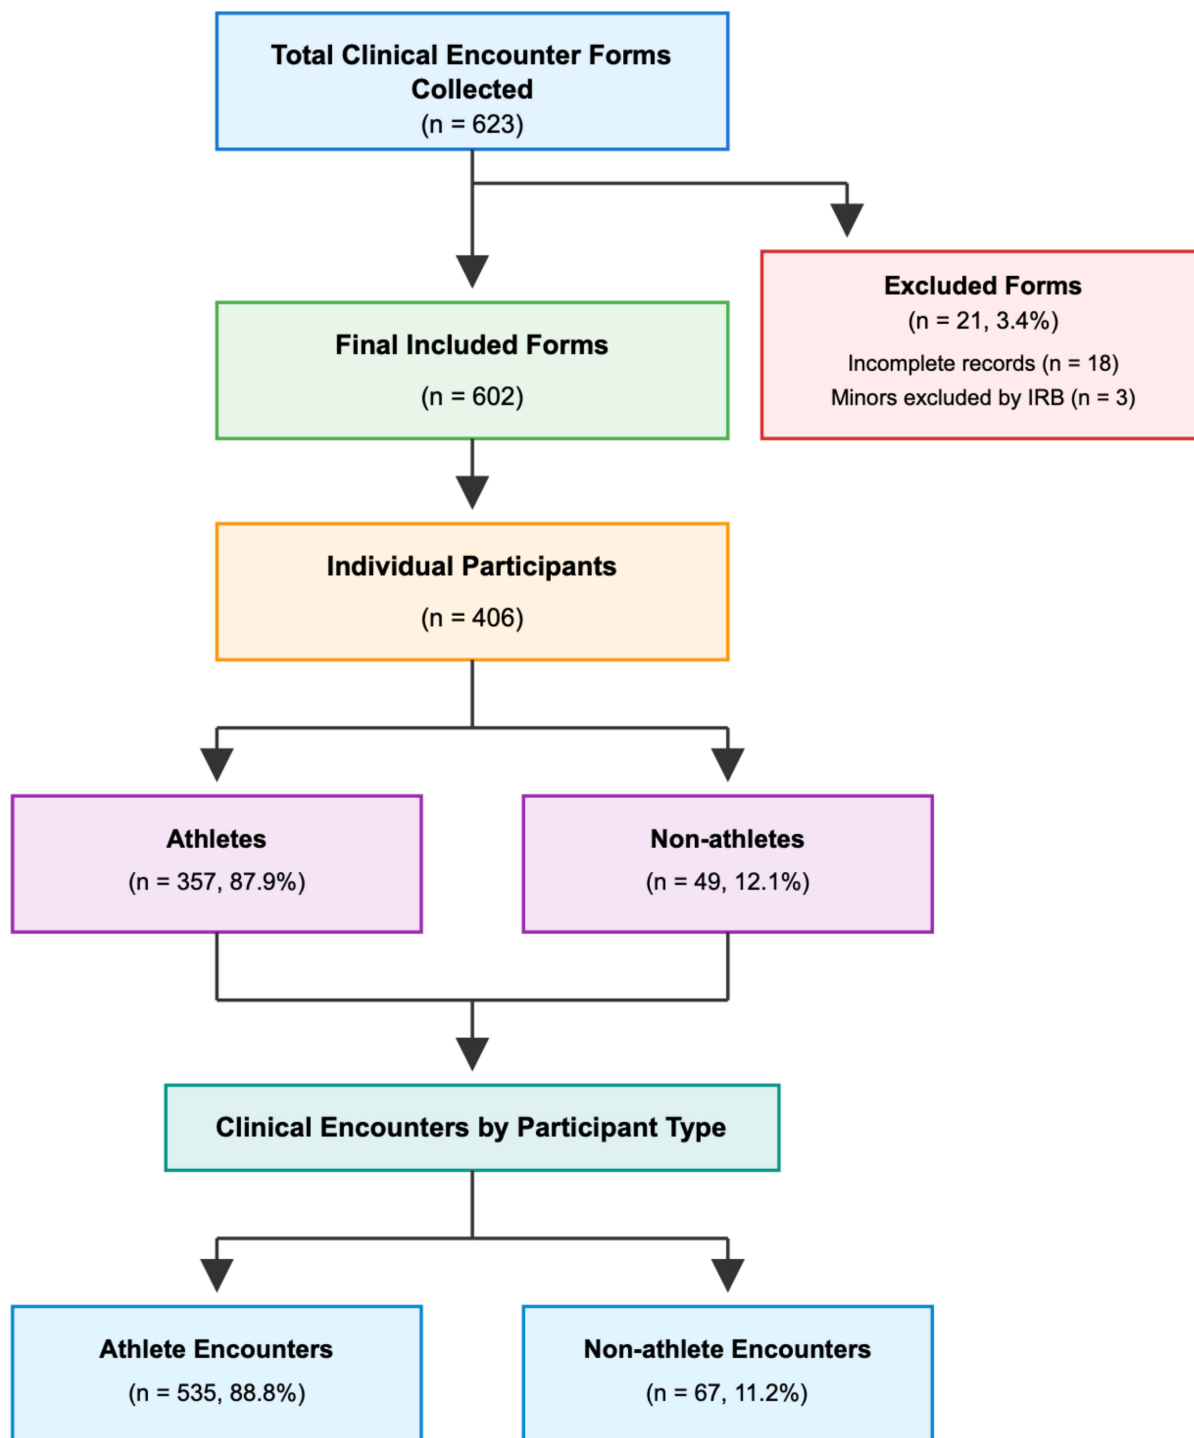 Total Clinical Encounter Forms
Collected
(n = 623)
Excluded Forms
(n = 21, 3.4%)
Incomplete records (n = 18)
Minors excluded by IRB (n = 3)
Final Included Forms
(n = 602)
Individual Participants
(n = 406)
Athletes
(n = 357, 87.9%)
Non-athletes
(n = 49, 12.1%)
Clinical Encounters by Participant Type
Athlete Encounters
(n = 535, 88.8%)
Non-athlete Encounters
(n = 67, 11.2%)